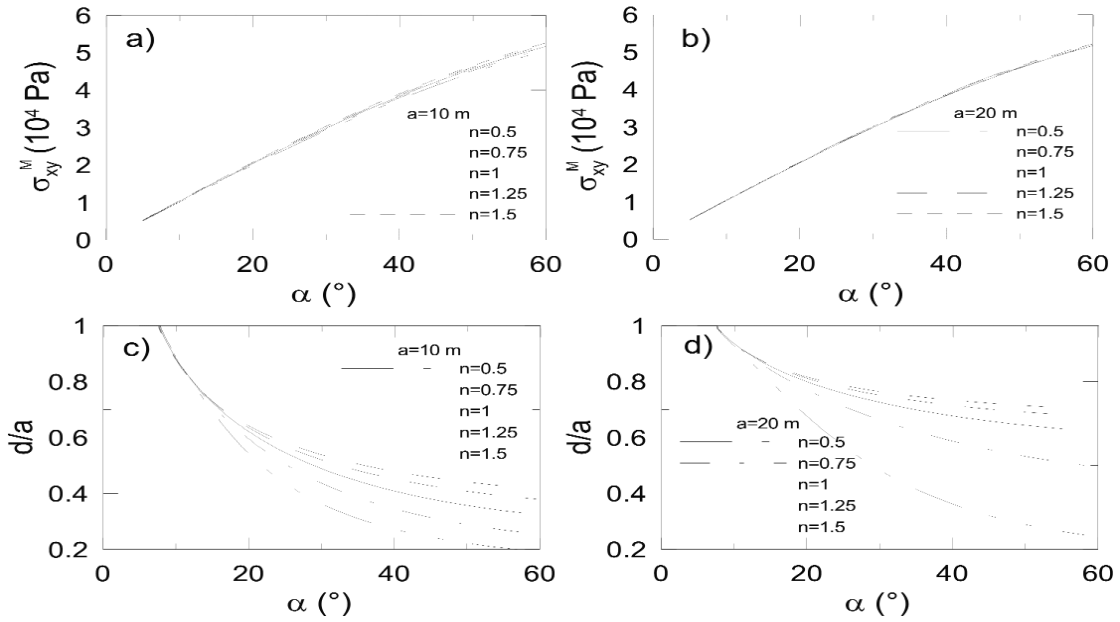 a)
σxyᴹ (10⁴ Pa)
6
5
4
3
2
1
0
a=10 m
n=0.5
n=0.75
n=1
n=1.25
n=1.5
0 20 40 60
α (°)
b)
σxyᴹ (10⁴ Pa)
6
5
4
3
2
1
0
a=20 m
n=0.5
n=0.75
n=1
n=1.25
n=1.5
0 20 40 60
α (°)
c)
d/a
1
0.8
0.6
0.4
0.2
a=10 m
n=0.5
n=0.75
n=1
n=1.25
n=1.5
0 20 40 60
α (°)
d)
d/a
1
0.8
0.6
0.4
0.2
a=20 m
n=0.5
n=0.75
n=1
n=1.25
n=1.5
0 20 40 60
α (°)